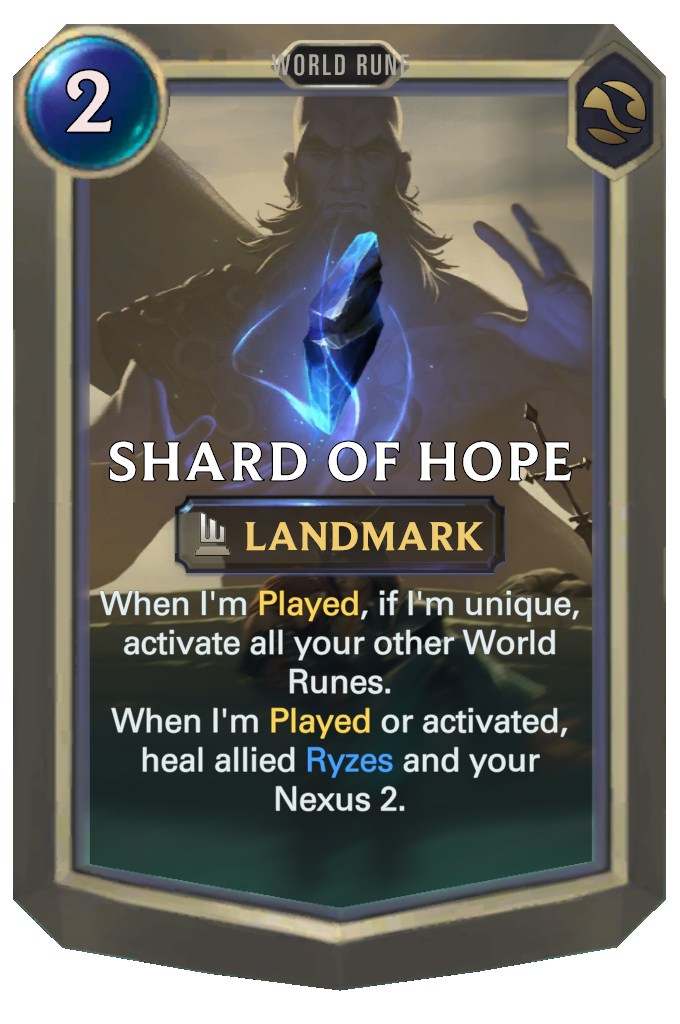 2
WORLD RUNE
SHARD OF HOPE
LANDMARK
When I'm Played, if I'm unique,
activate all your other World
Runes.
When I'm Played or activated,
heal allied Ryzes and your
Nexus 2.